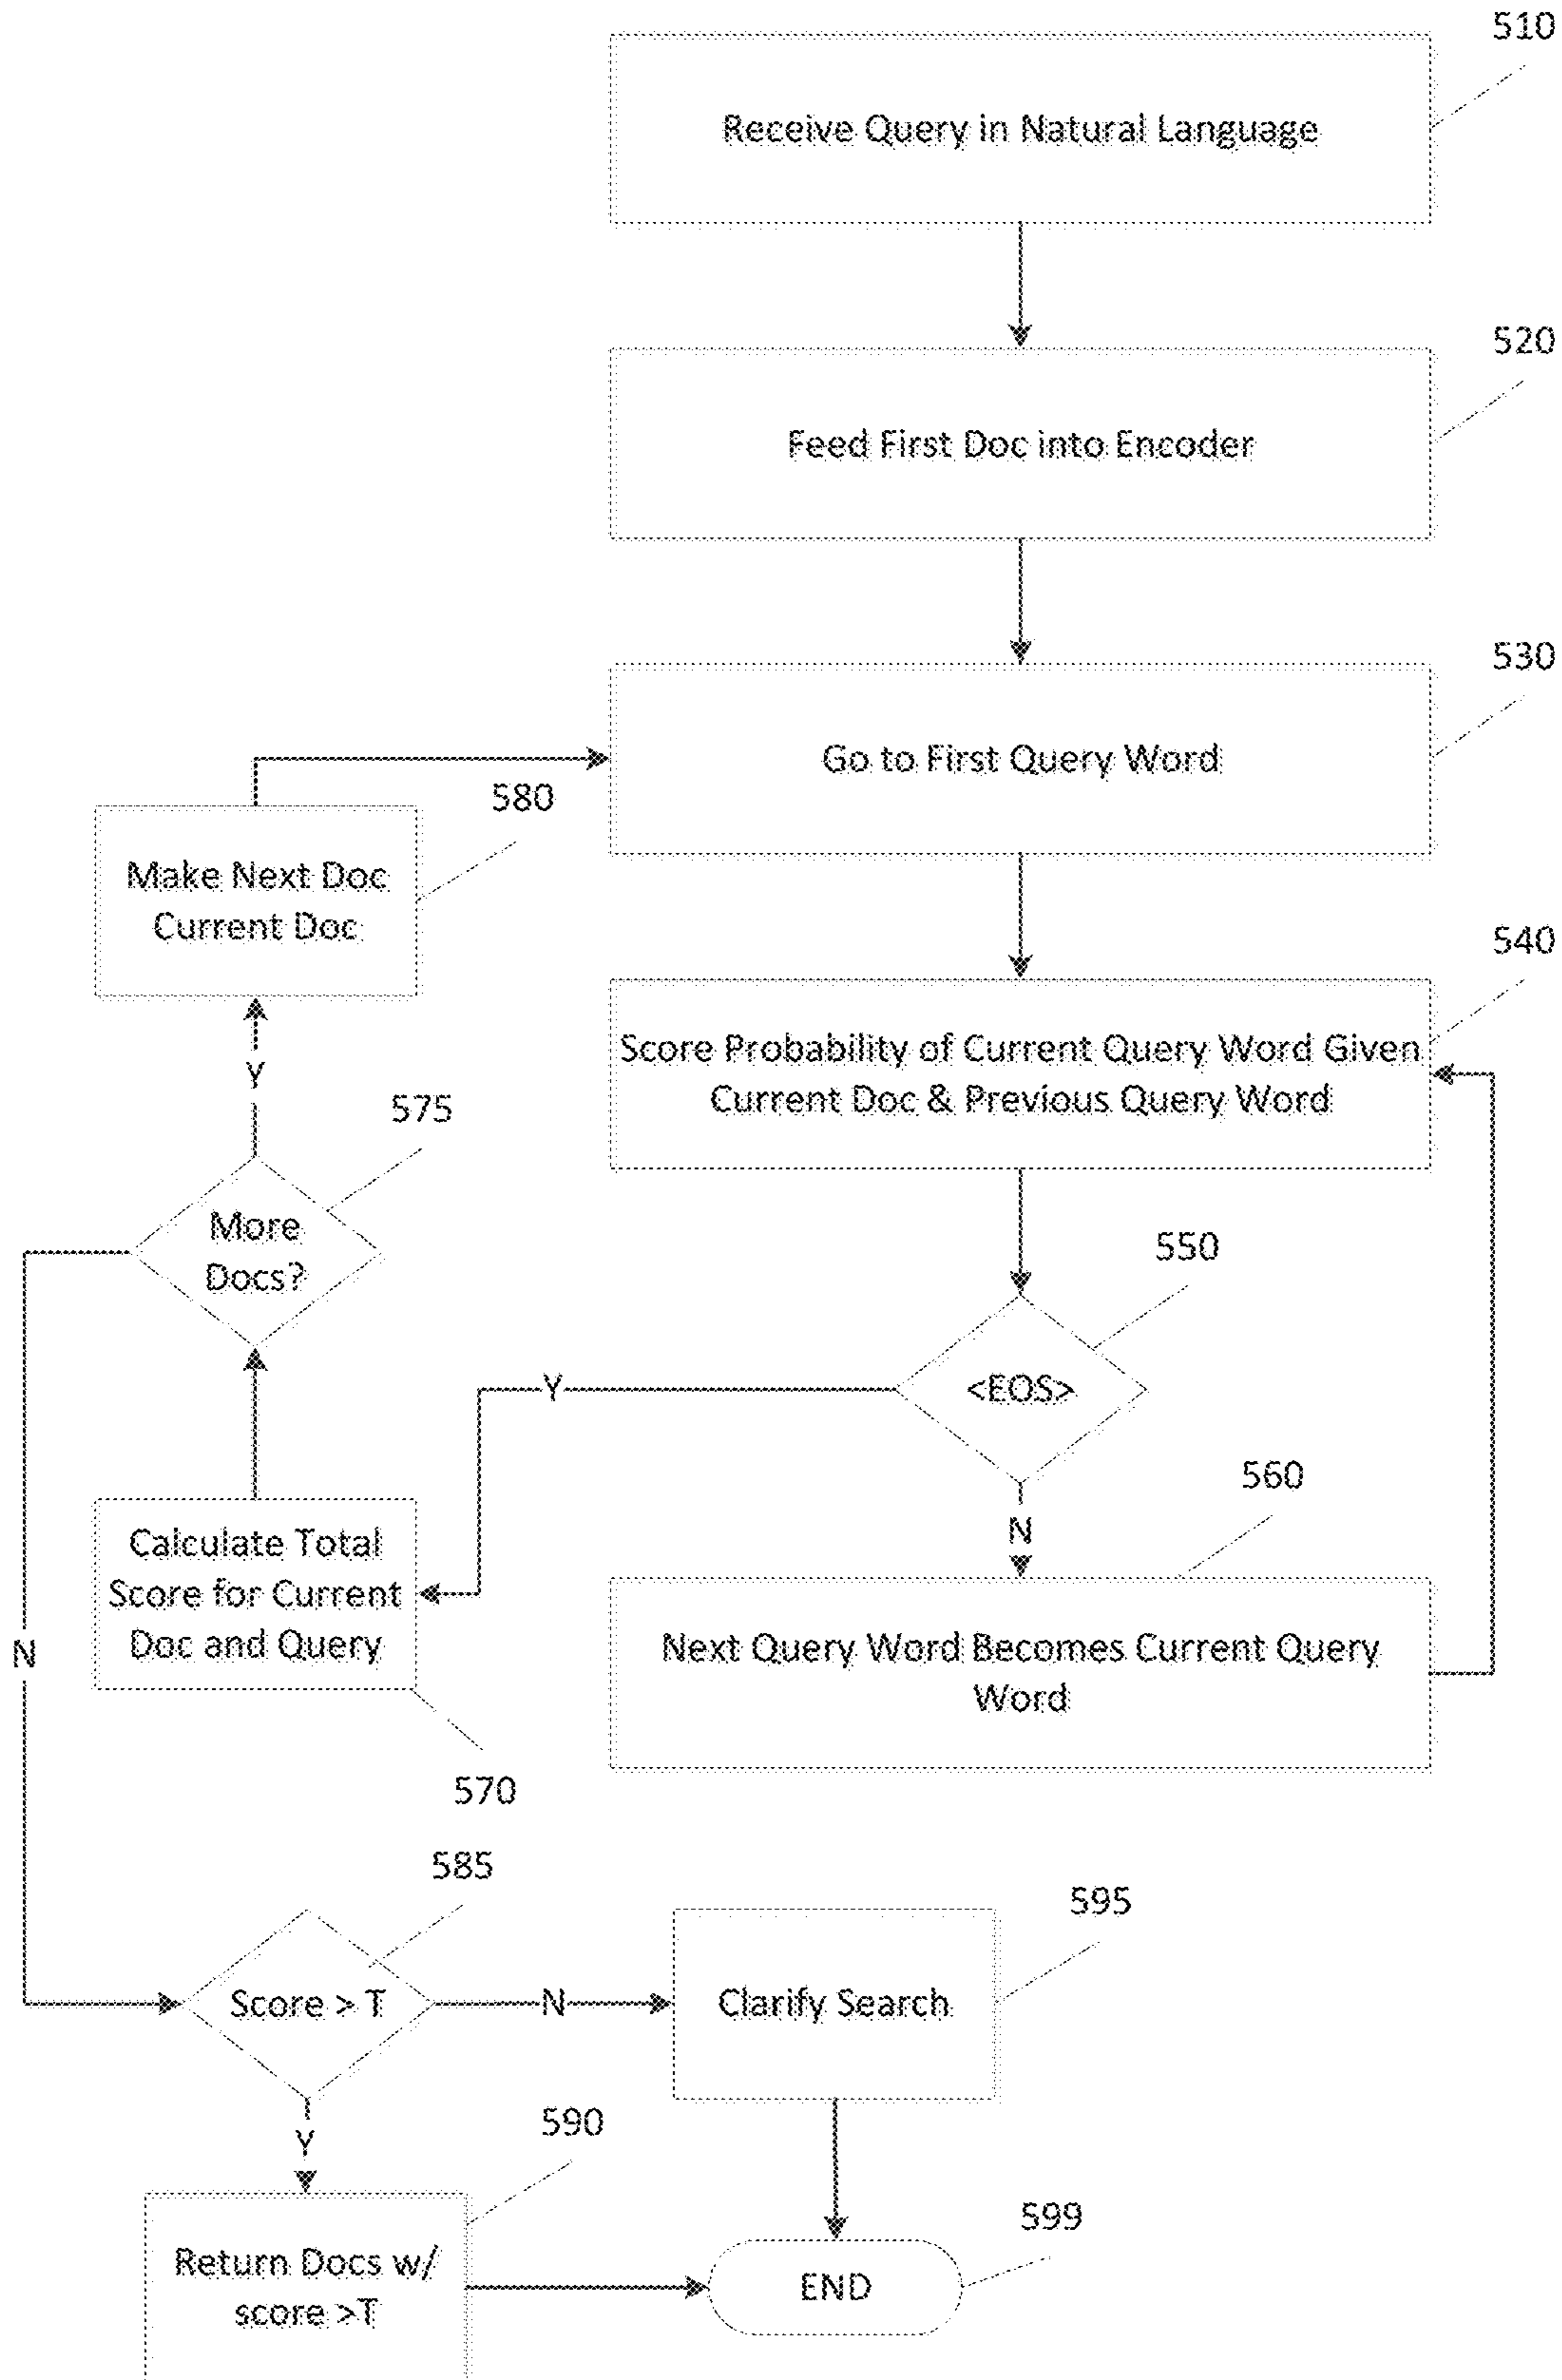 510
Receive Query in Natural Language
520
Feed First Doc into Encoder
530
Go to First Query Word
580
Make Next Doc
Current Doc
540
Score Probability of Current Query Word Given
Current Doc & Previous Query Word
Y
575
More
Docs?
550
<EOS>
Y
560
N
Calculate Total
Score for Current
Doc and Query
N
Next Query Word Becomes Current Query
Word
570
585
595
Score > T
N
Clarify Search
Y
590
599
Return Docs w/
score >T
END